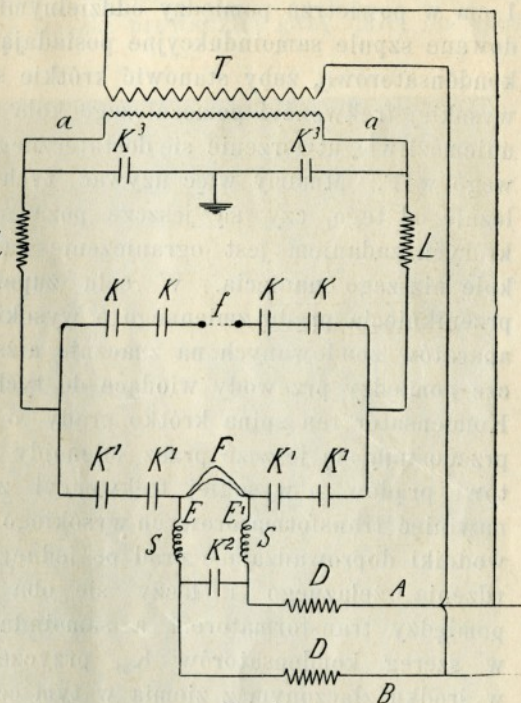 T
a a
K³ K³
L
K K f K K
K¹ K¹ F K¹ K¹
E E¹
S K² S
D A
D
B